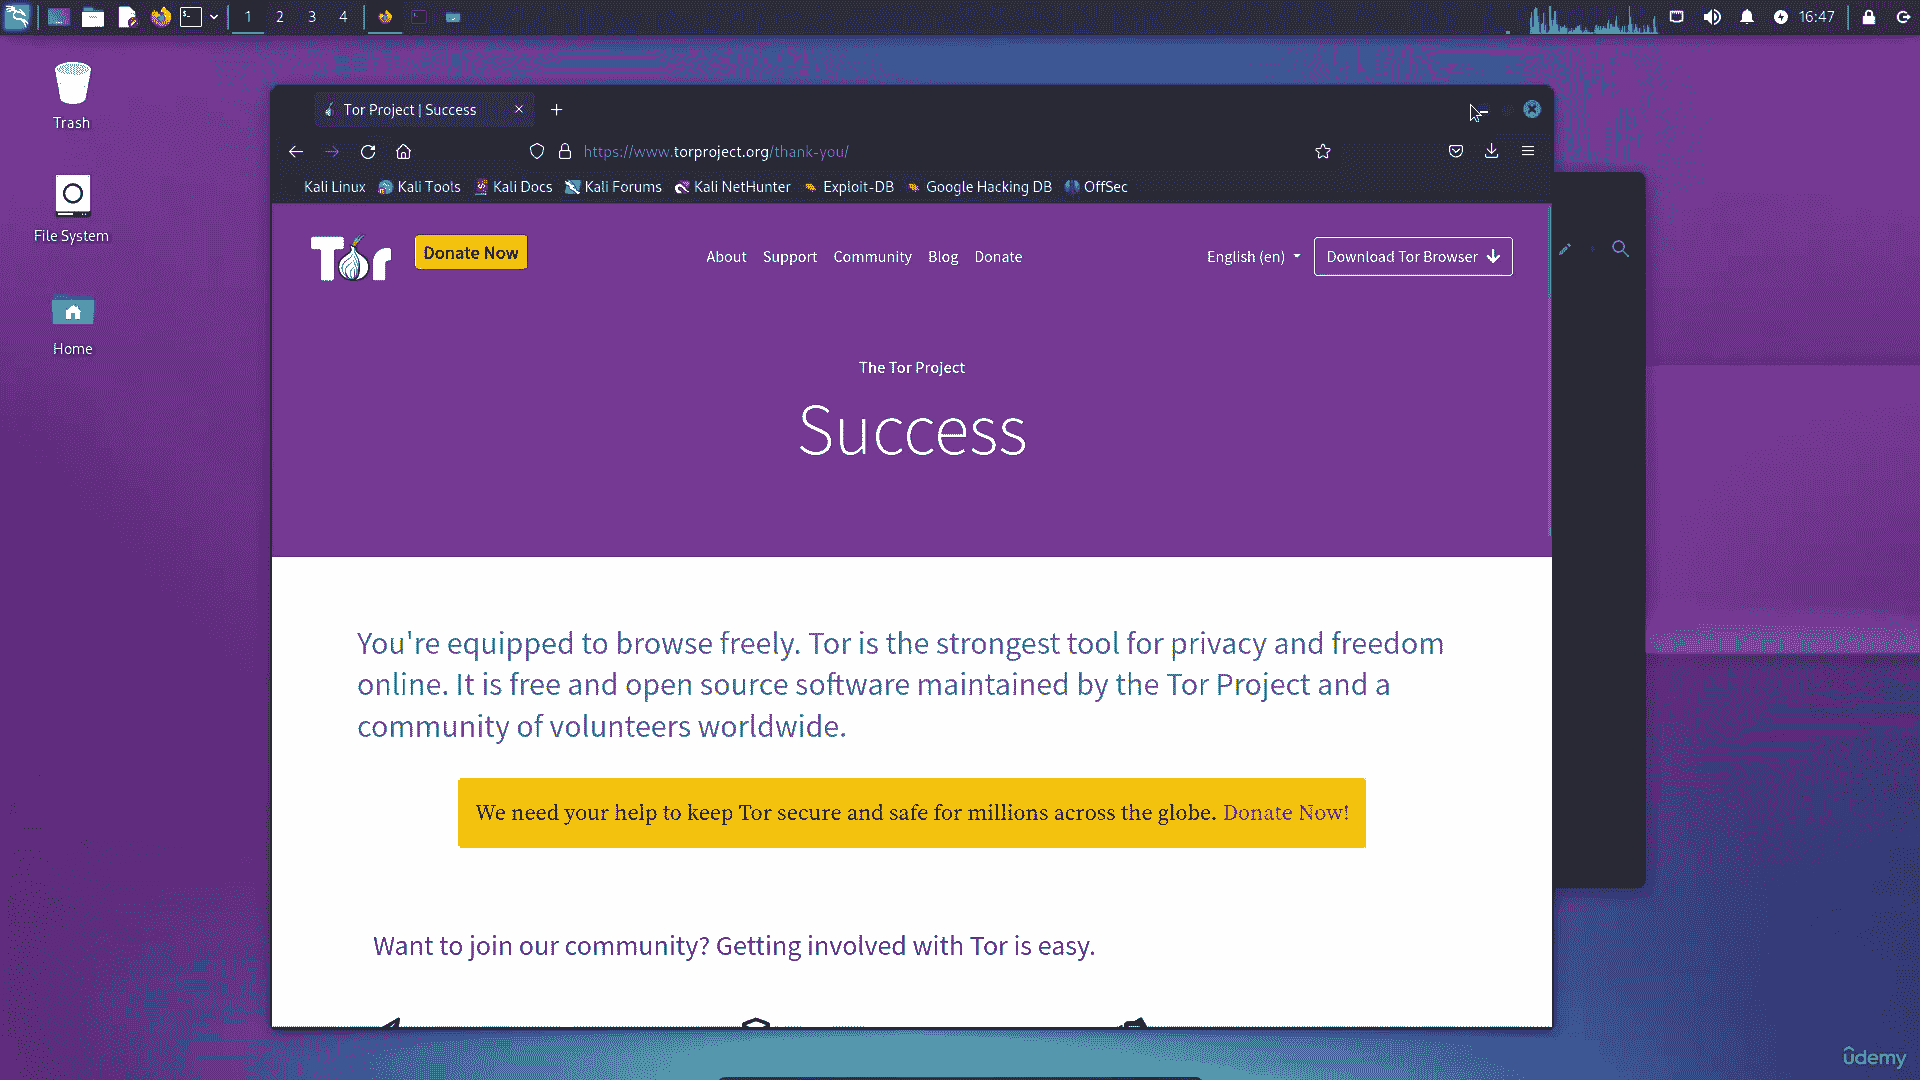 1 2 3 4 16:47
Trash
File System
Home
Tor Project | Success
https://www.torproject.org/thank-you/
Kali Linux Kali Tools Kali Docs Kali Forums Kali NetHunter Exploit-DB Google Hacking DB OffSec
Tor Donate Now About Support Community Blog Donate English (en) Download Tor Browser
The Tor Project
Success
You're equipped to browse freely. Tor is the strongest tool for privacy and freedom
online. It is free and open source software maintained by the Tor Project and a
community of volunteers worldwide.
We need your help to keep Tor secure and safe for millions across the globe. Donate Now!
Want to join our community? Getting involved with Tor is easy.
ûdemy